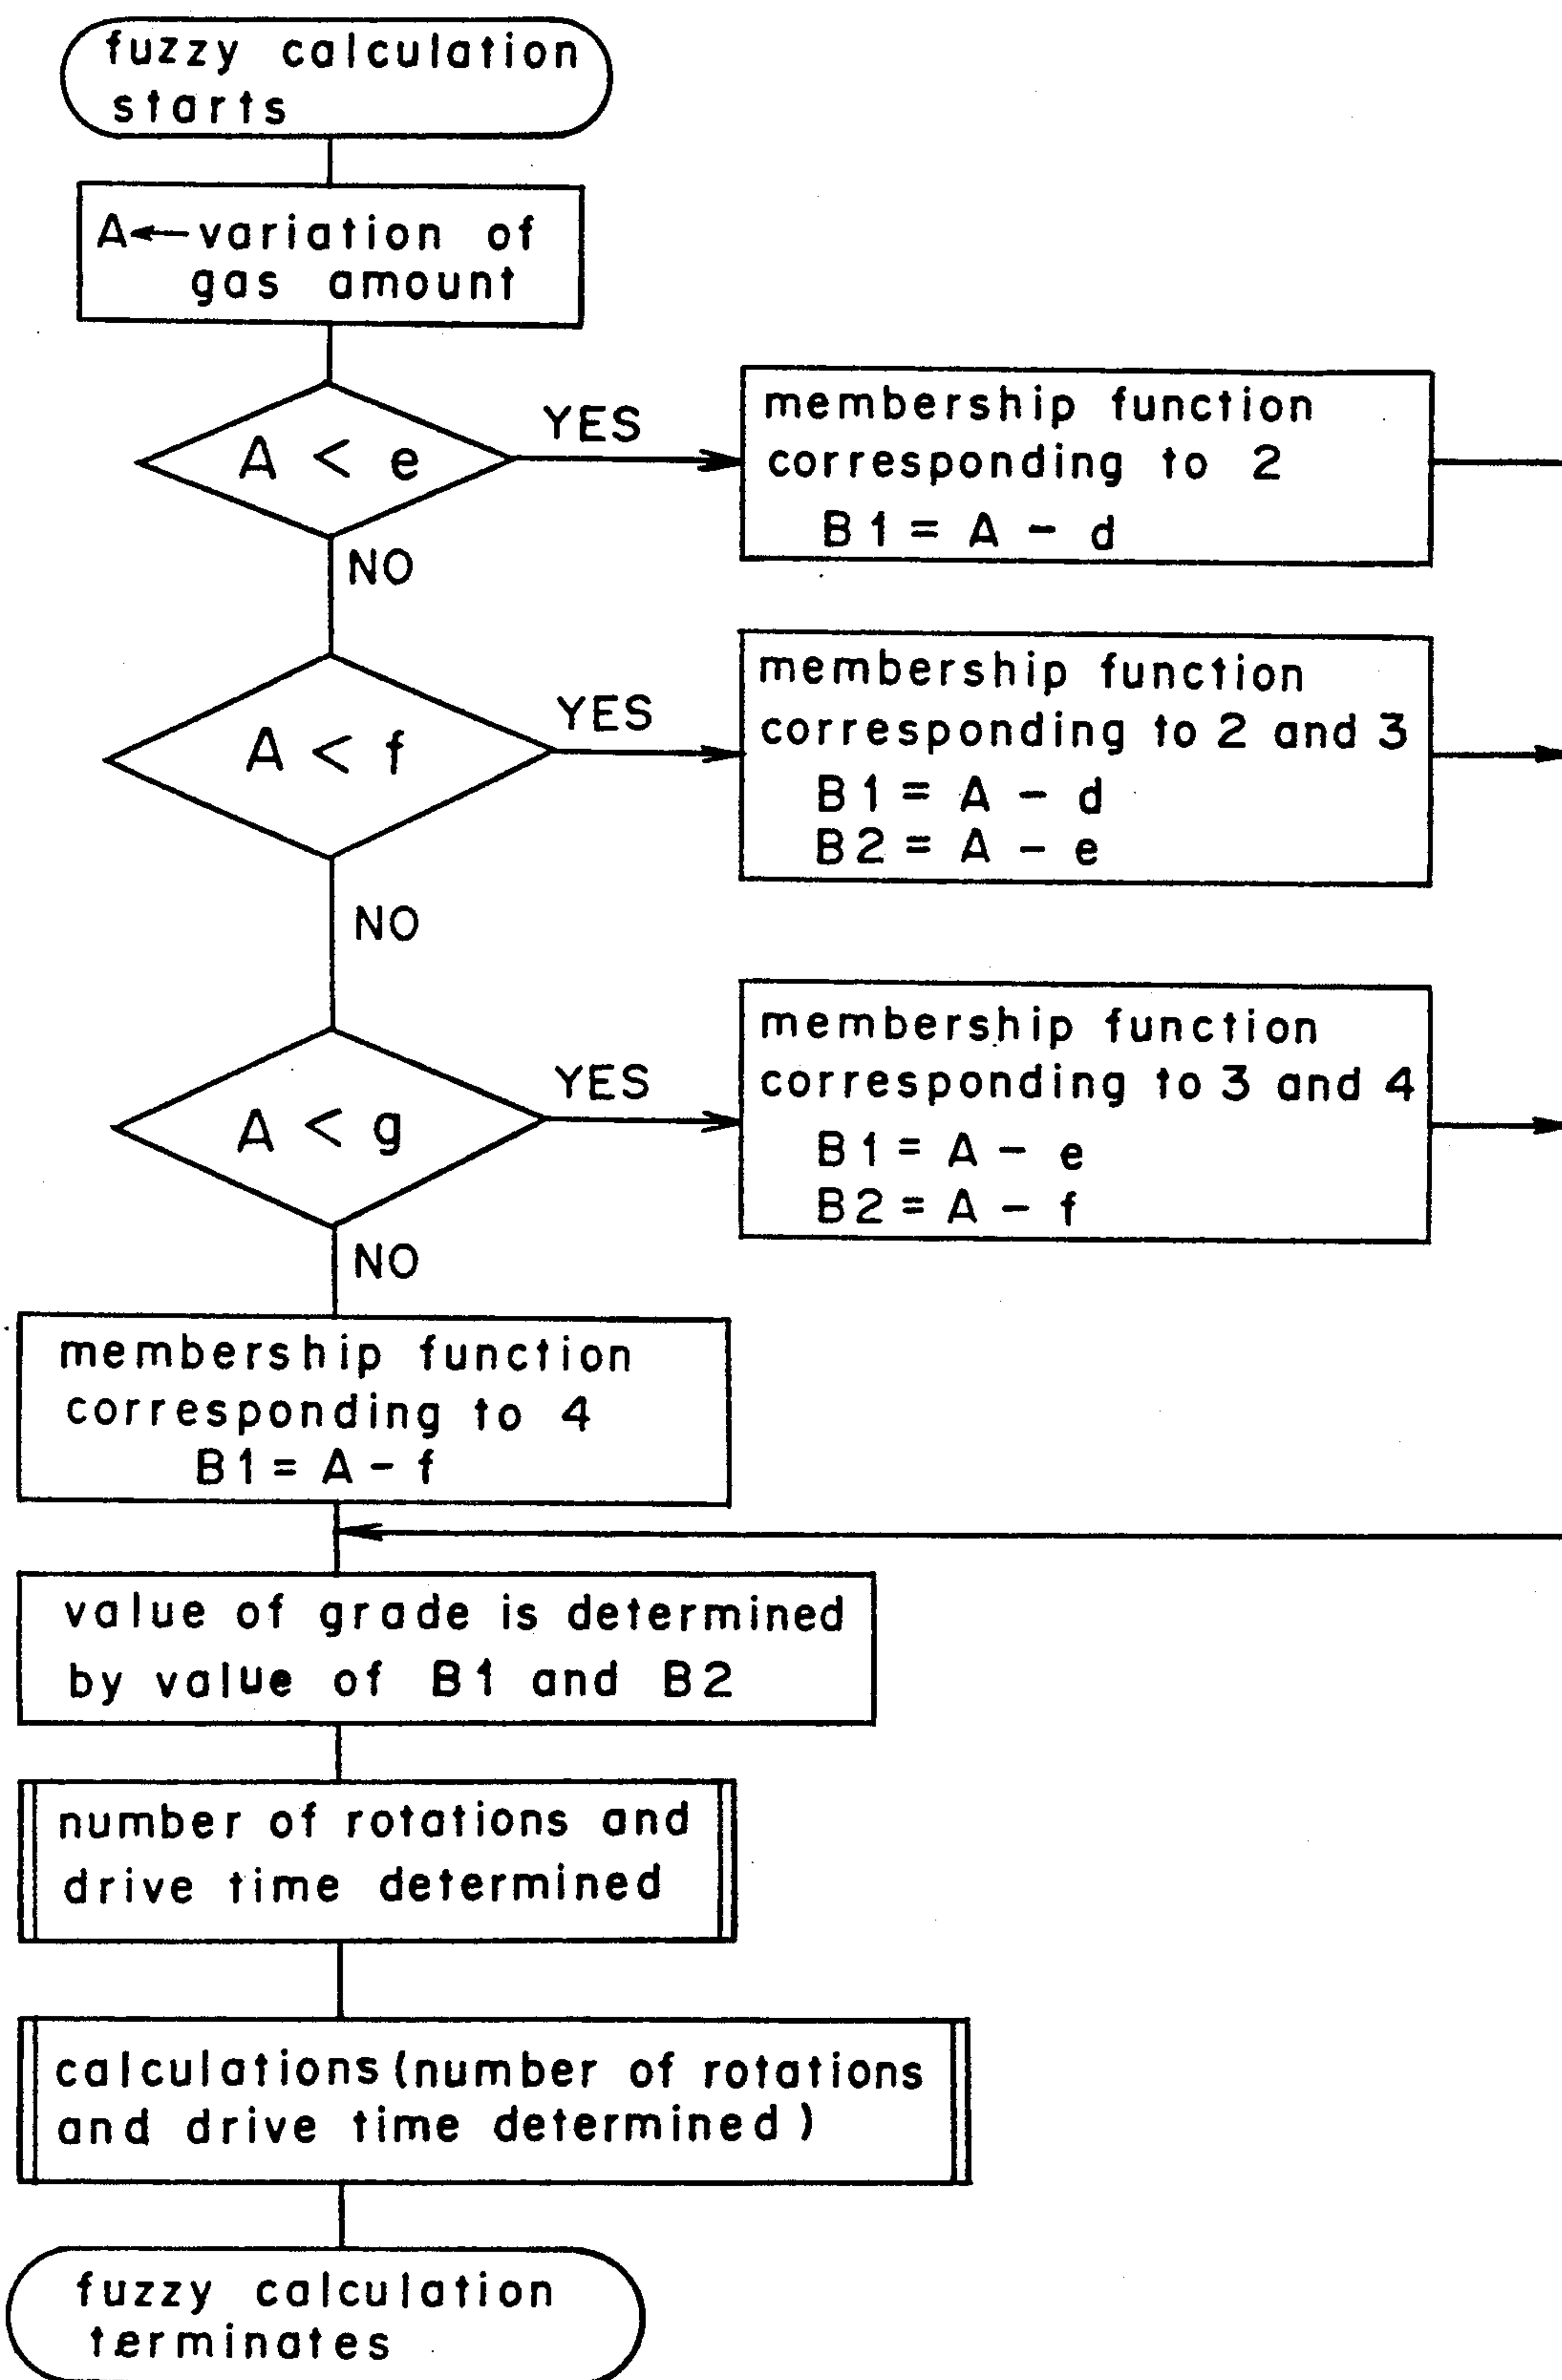 fuzzy calculation
starts
A←variation of
gas amount
A < e
YES
membership function
corresponding to 2
B1 = A - d
NO
A < f
YES
membership function
corresponding to 2 and 3
B1 = A - d
B2 = A - e
NO
A < g
YES
membership function
corresponding to 3 and 4
B1 = A - e
B2 = A - f
NO
membership function
corresponding to 4
B1 = A - f
value of grade is determined
by value of B1 and B2
number of rotations and
drive time determined
calculations (number of rotations
and drive time determined)
fuzzy calculation
terminates